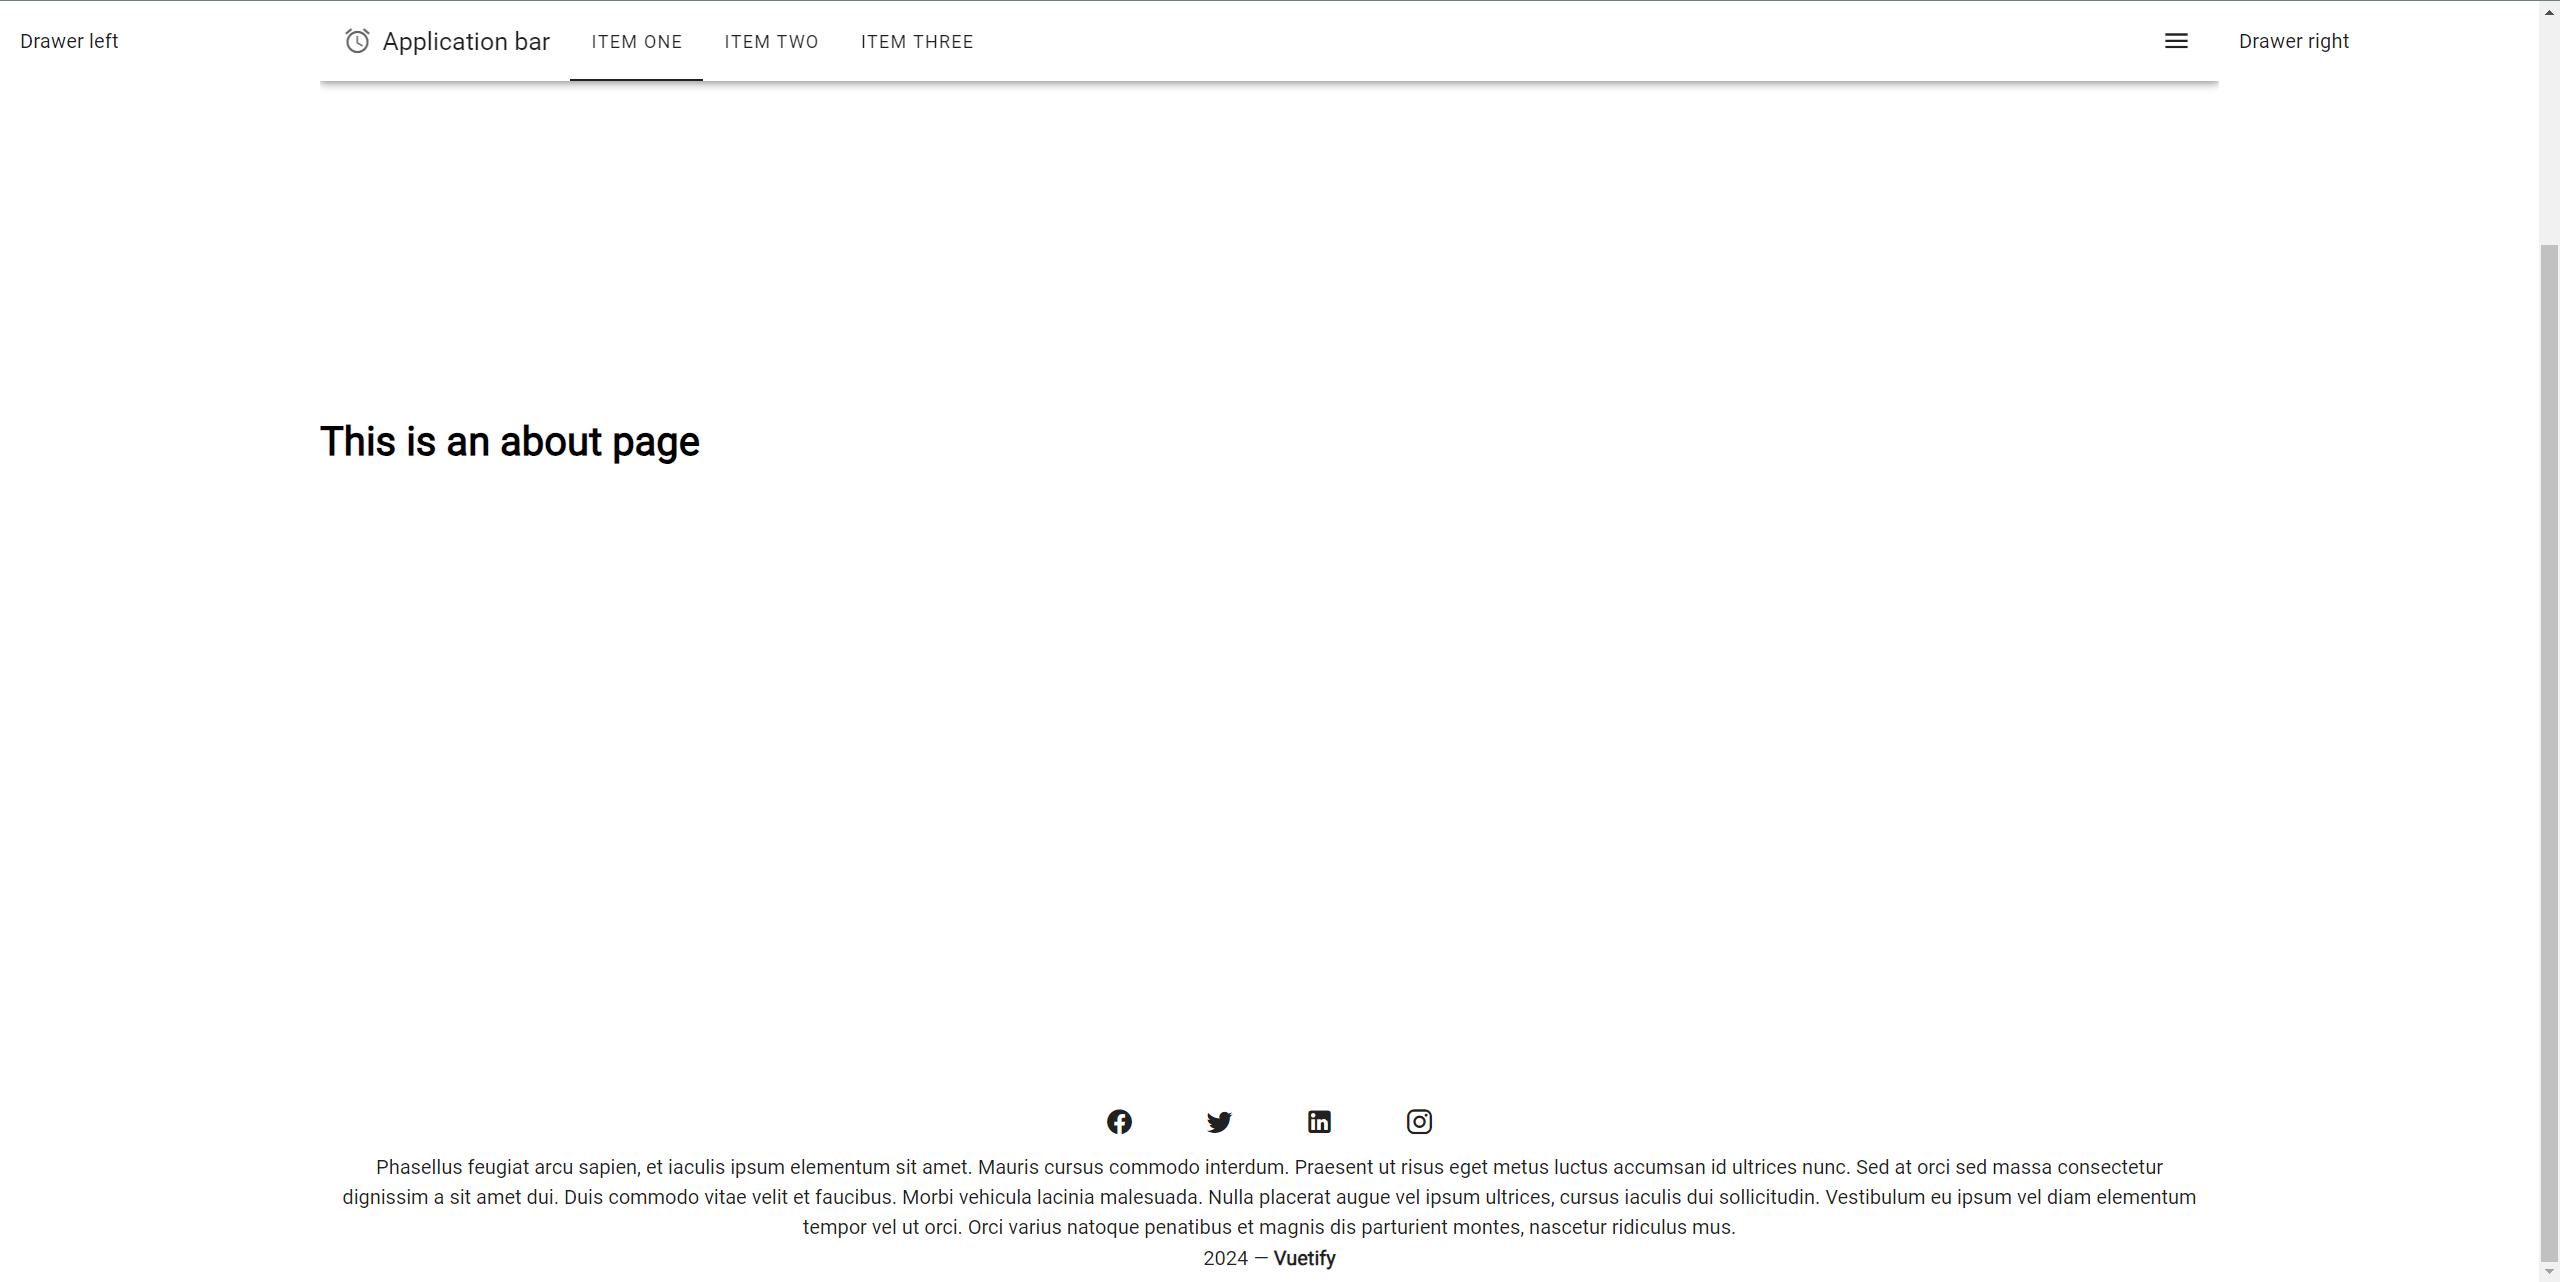 Drawer left
Application bar
ITEM ONE
ITEM TWO
ITEM THREE
Drawer right
This is an about page
Phasellus feugiat arcu sapien, et iaculis ipsum elementum sit amet. Mauris cursus commodo interdum. Praesent ut risus eget metus luctus accumsan id ultrices nunc. Sed at orci sed massa consectetur
dignissim a sit amet dui. Duis commodo vitae velit et faucibus. Morbi vehicula lacinia malesuada. Nulla placerat augue vel ipsum ultrices, cursus iaculis dui sollicitudin. Vestibulum eu ipsum vel diam elementum
tempor vel ut orci. Orci varius natoque penatibus et magnis dis parturient montes, nascetur ridiculus mus.
2024 — Vuetify